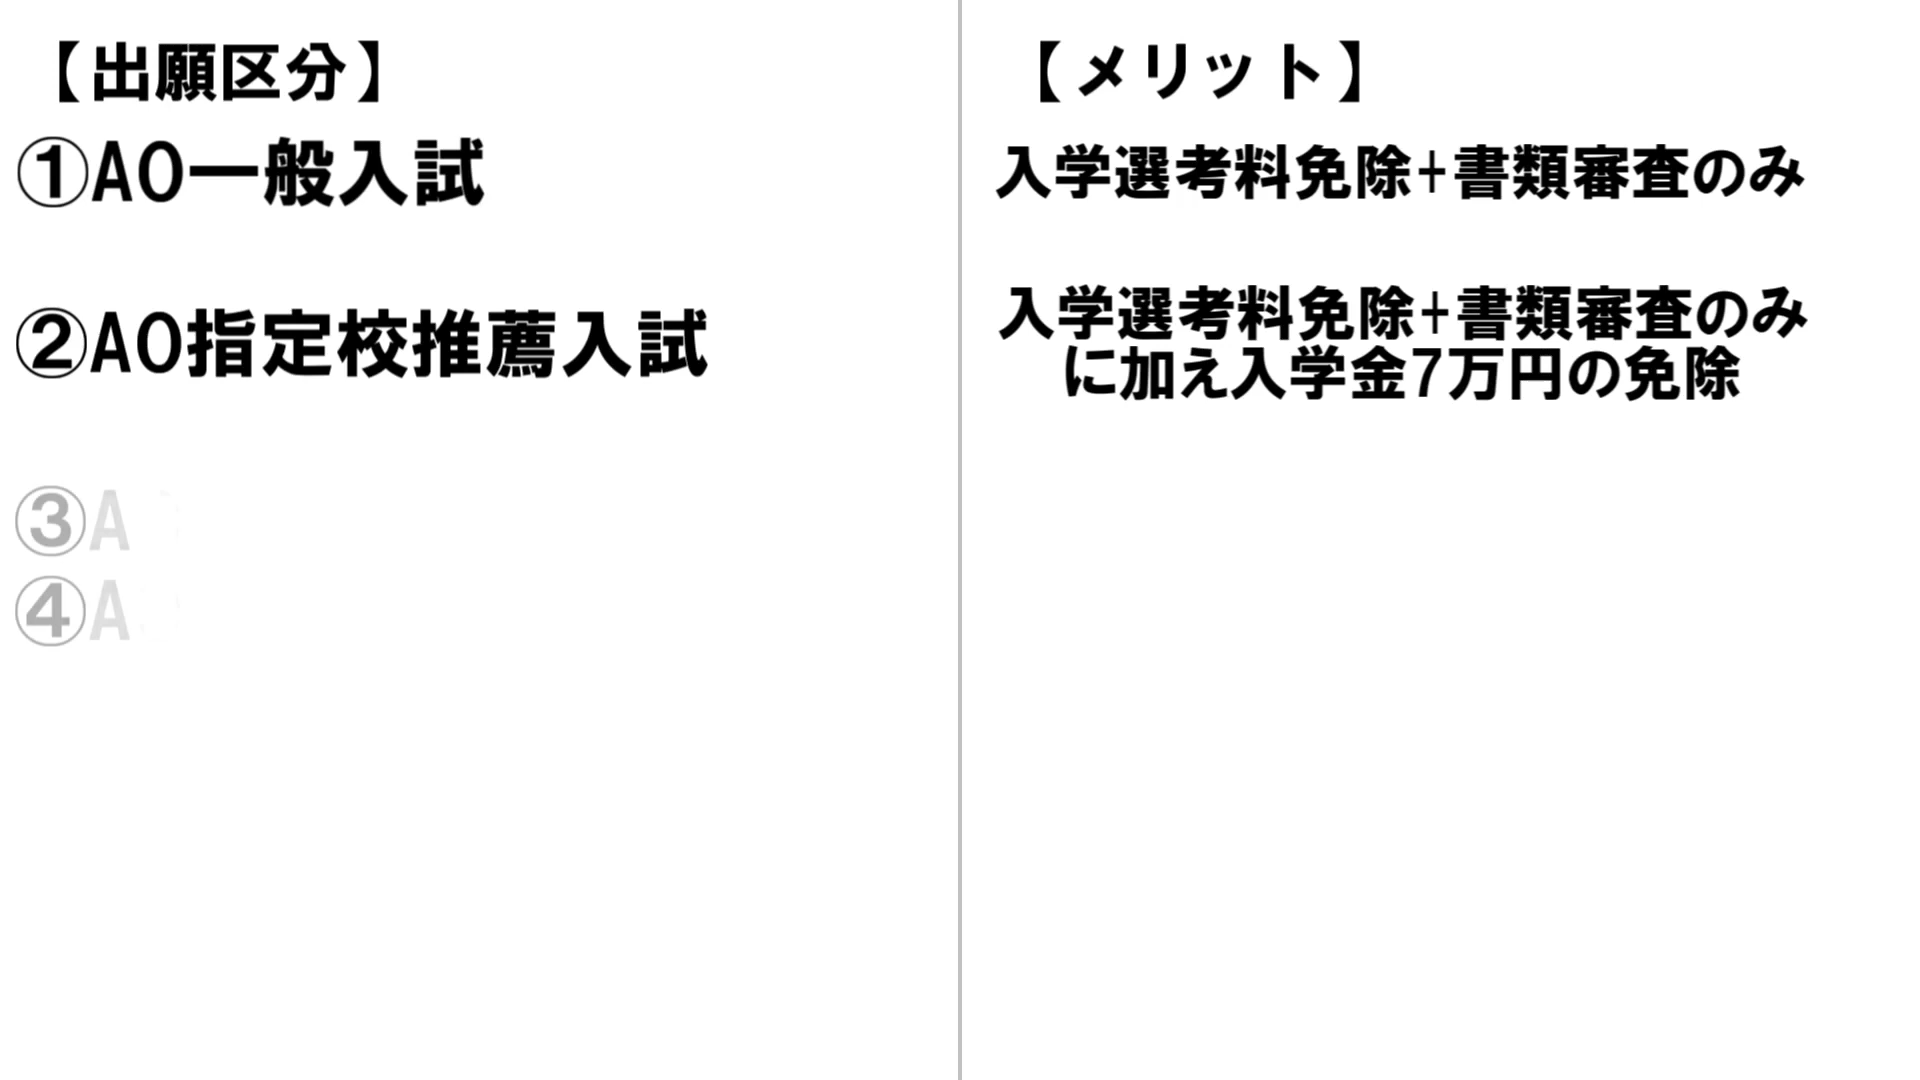 【出願区分】
①AO一般入試
②AO指定校推薦入試
③A
④A
【メリット】
入学選考料免除+書類審査のみ
入学選考料免除+書類審査のみ
に加え入学金7万円の免除